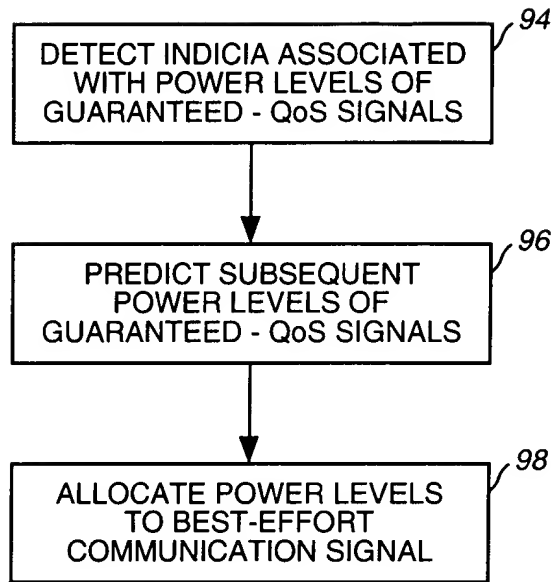 94
DETECT INDICIA ASSOCIATED
WITH POWER LEVELS OF
GUARANTEED - QoS SIGNALS
96
PREDICT SUBSEQUENT
POWER LEVELS OF
GUARANTEED - QoS SIGNALS
98
ALLOCATE POWER LEVELS
TO BEST-EFFORT
COMMUNICATION SIGNAL